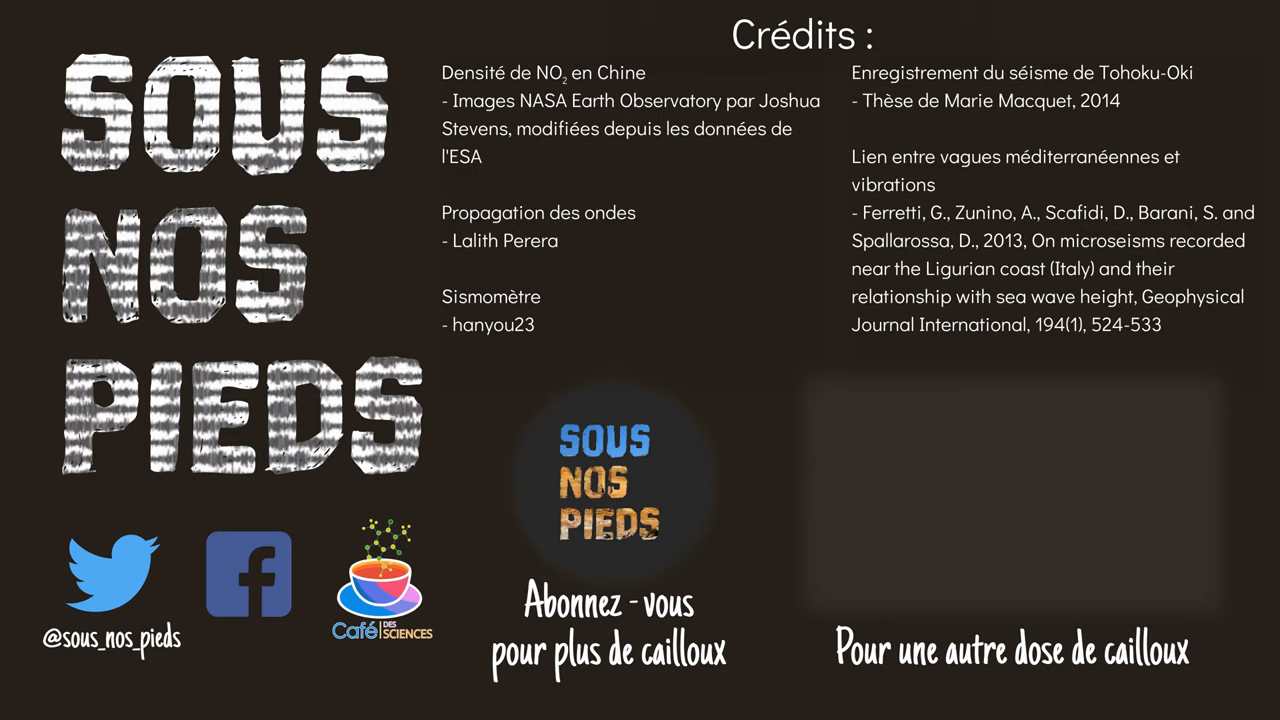 SOUS
NOS
PIEDS
@sous_nos_pieds
Café DES SCIENCES
Crédits :
Densité de NO₂ en Chine
- Images NASA Earth Observatory par Joshua
Stevens, modifiées depuis les données de
l'ESA
Propagation des ondes
- Lalith Perera
Sismomètre
- hanyou23
Enregistrement du séisme de Tohoku-Oki
- Thèse de Marie Macquet, 2014
Lien entre vagues méditerranéennes et
vibrations
- Ferretti, G., Zunino, A., Scafidi, D., Barani, S. and
Spallarossa, D., 2013, On microseisms recorded
near the Ligurian coast (Italy) and their
relationship with sea wave height, Geophysical
Journal International, 194(1), 524-533
SOUS
NOS
PIEDS
Abonnez - vous
pour plus de cailloux
Pour une autre dose de cailloux